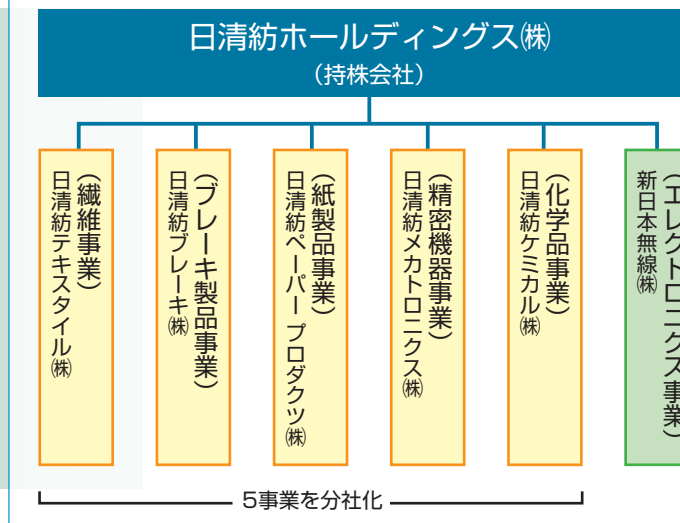 日清紡ホールディングス㈱
（持株会社）
（繊維事業）
日清紡テキスタイル㈱
（ブレーキ製品事業）
日清紡ブレーキ㈱
（紙製品事業）
日清紡ペーパー プロダクツ㈱
（精密機器事業）
日清紡メカトロニクス㈱
（化学品事業）
日清紡ケミカル㈱
（エレクトロニクス事業）
新日本無線㈱
5事業を分社化